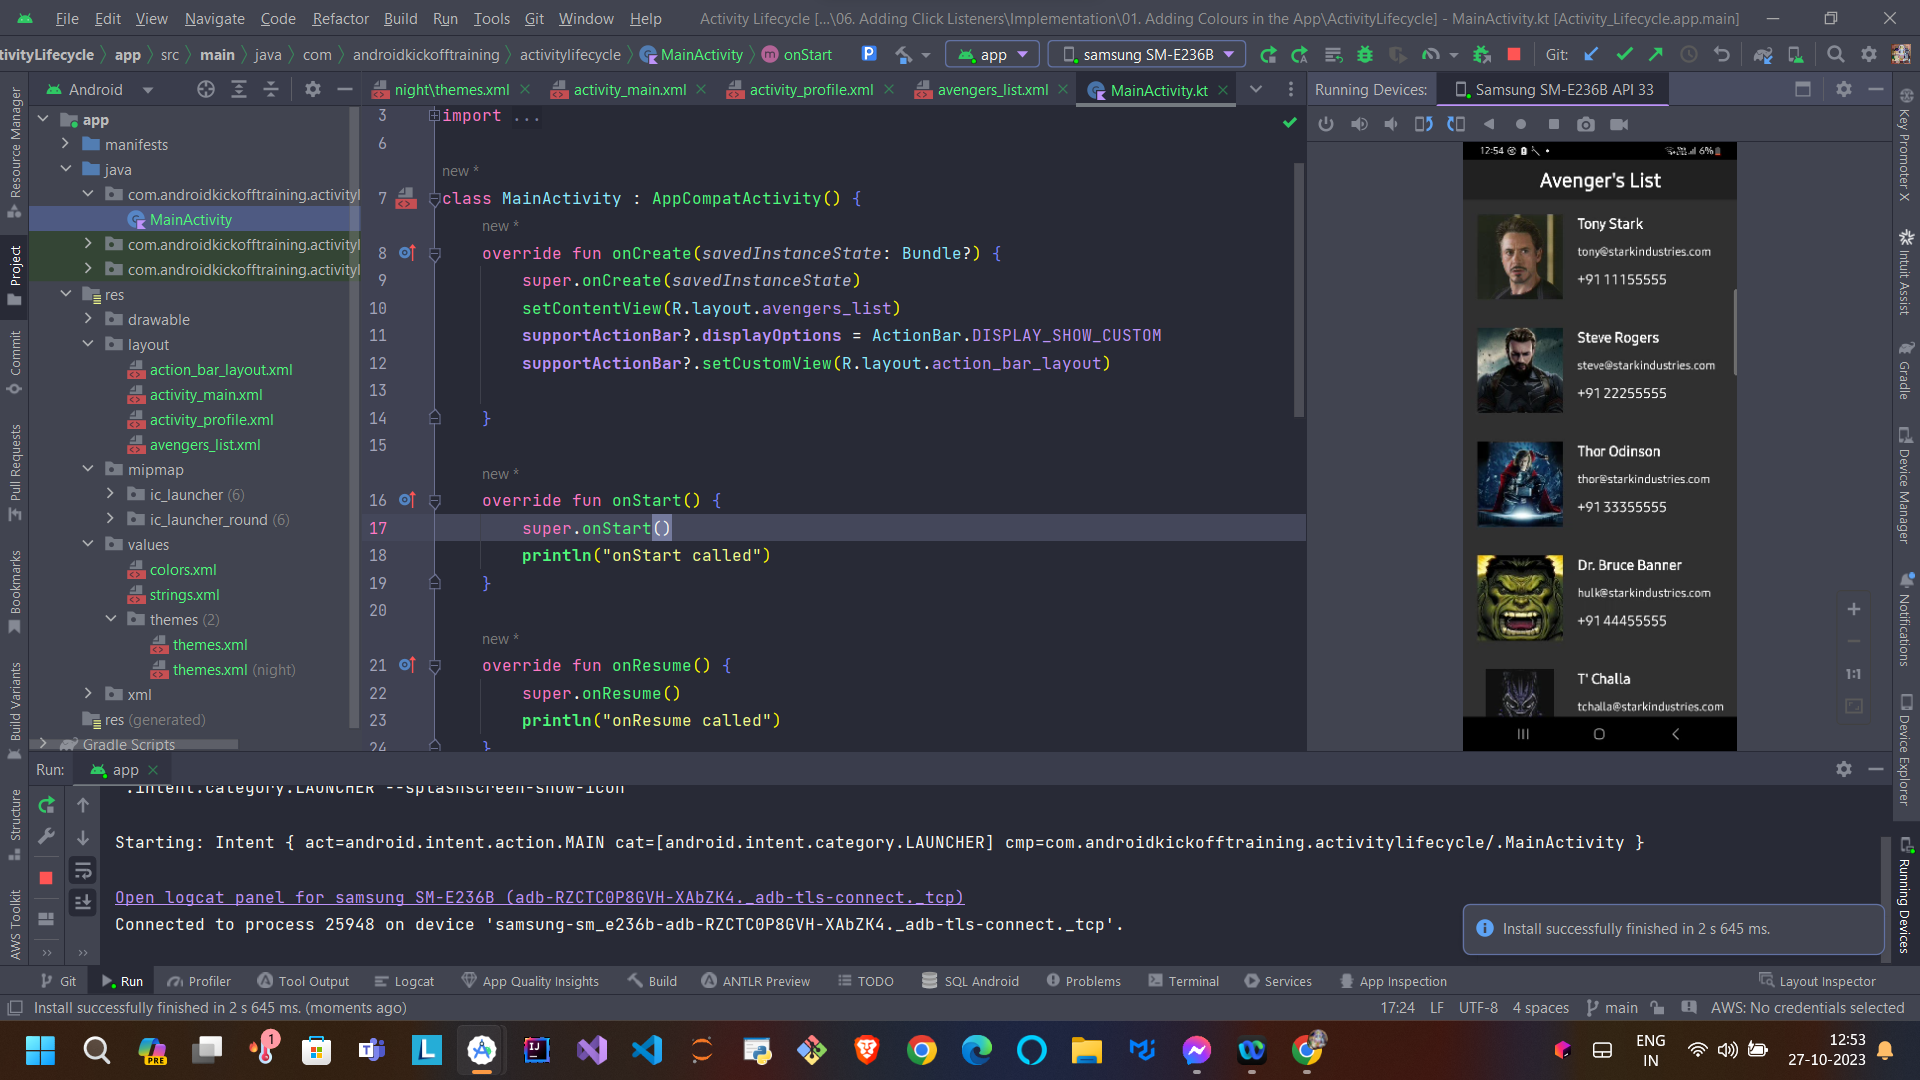 File Edit View Navigate Code Refactor Build Run Tools Git Window Help Activity Lifecycle [...\06. Adding Click Listeners\Implementation\01. Adding Colours in the App\ActivityLifecycle] - MainActivity.kt [Activity_Lifecycle.app.main]
tivityLifecycle app src main java com androidkickofftraining activitylifecycle MainActivity onStart app samsung SM-E236B Git:
Android night\themes.xml activity_main.xml activity_profile.xml avengers_list.xml MainActivity.kt Running Devices: Samsung SM-E236B API 33
Resource Manager
Project
Commit
Pull Requests
Bookmarks
Build Variants
Structure
AWS Toolkit
app
manifests
java
com.androidkickofftraining.activityl
MainActivity
com.androidkickofftraining.activityl
com.androidkickofftraining.activityl
res
drawable
layout
action_bar_layout.xml
activity_main.xml
activity_profile.xml
avengers_list.xml
mipmap
ic_launcher (6)
ic_launcher_round (6)
values
colors.xml
strings.xml
themes (2)
themes.xml
themes.xml (night)
xml
res (generated)
Gradle Scripts
3 import ...
6
new *
7 class MainActivity : AppCompatActivity() {
new *
8 override fun onCreate(savedInstanceState: Bundle?) {
9 super.onCreate(savedInstanceState)
10 setContentView(R.layout.avengers_list)
11 supportActionBar?.displayOptions = ActionBar.DISPLAY_SHOW_CUSTOM
12 supportActionBar?.setCustomView(R.layout.action_bar_layout)
13
14 }
15
new *
16 override fun onStart() {
17 super.onStart()
18 println("onStart called")
19 }
20
new *
21 override fun onResume() {
22 super.onResume()
23 println("onResume called")
24 }
12:54 6%
Avenger's List
Tony Stark
tony@starkindustries.com
+91 11155555
Steve Rogers
steve@starkindustries.com
+91 22255555
Thor Odinson
thor@starkindustries.com
+91 33355555
Dr. Bruce Banner
hulk@starkindustries.com
+91 44455555
T' Challa
tchalla@starkindustries.com
1:1
Key Promoter X
Intuit Assist
Gradle
Device Manager
Notifications
Device Explorer
Running Devices
Run: app
.intent.category.LAUNCHER --splashscreen-show-icon
Starting: Intent { act=android.intent.action.MAIN cat=[android.intent.category.LAUNCHER] cmp=com.androidkickofftraining.activitylifecycle/.MainActivity }
Open logcat panel for samsung SM-E236B (adb-RZCTC0P8GVH-XAbZK4._adb-tls-connect._tcp)
Connected to process 25948 on device 'samsung-sm_e236b-adb-RZCTC0P8GVH-XAbZK4._adb-tls-connect._tcp'.
Install successfully finished in 2 s 645 ms.
Git Run Profiler Tool Output Logcat App Quality Insights Build ANTLR Preview TODO SQL Android Problems Terminal Services App Inspection Layout Inspector
Install successfully finished in 2 s 645 ms. (moments ago) 17:24 LF UTF-8 4 spaces main AWS: No credentials selected
PRE 1 ENG 12:53
IN 27-10-2023